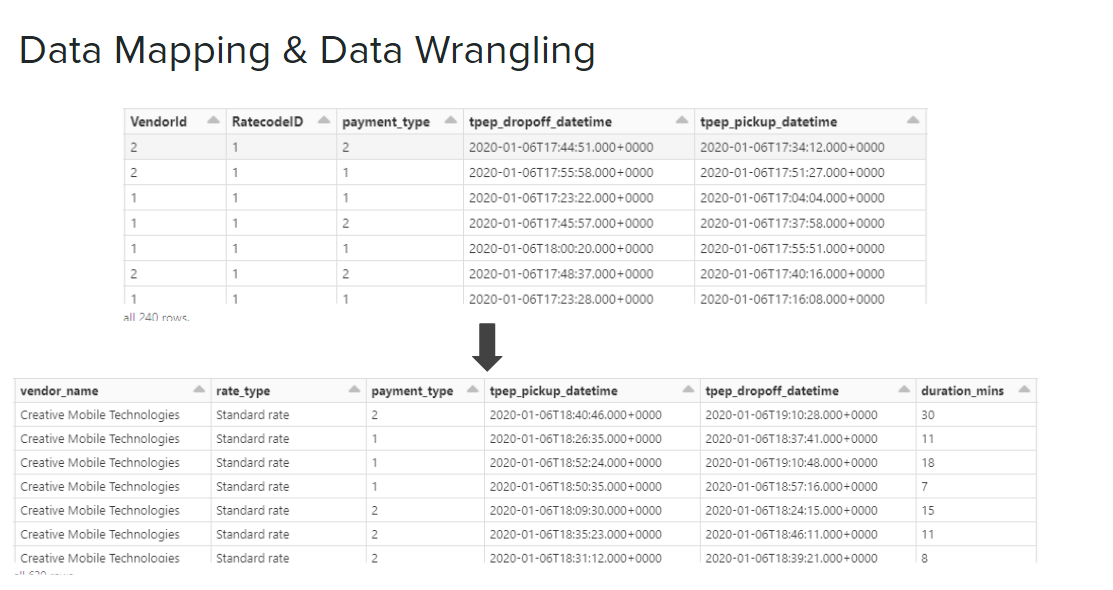 Data Mapping & Data Wrangling
VendorId RatecodeID payment_type tpep_dropoff_datetime tpep_pickup_datetime
2 1 2 2020-01-06T17:44:51.000+0000 2020-01-06T17:34:12.000+0000
2 1 1 2020-01-06T17:55:58.000+0000 2020-01-06T17:51:27.000+0000
1 1 1 2020-01-06T17:23:22.000+0000 2020-01-06T17:04:04.000+0000
1 1 2 2020-01-06T17:45:57.000+0000 2020-01-06T17:37:58.000+0000
1 1 1 2020-01-06T18:00:20.000+0000 2020-01-06T17:55:51.000+0000
2 1 2 2020-01-06T17:48:37.000+0000 2020-01-06T17:40:16.000+0000
1 1 1 2020-01-06T17:23:28.000+0000 2020-01-06T17:16:08.000+0000
all 240 rows.
vendor_name rate_type payment_type tpep_pickup_datetime tpep_dropoff_datetime duration_mins
Creative Mobile Technologies Standard rate 2 2020-01-06T18:40:46.000+0000 2020-01-06T19:10:28.000+0000 30
Creative Mobile Technologies Standard rate 1 2020-01-06T18:26:35.000+0000 2020-01-06T18:37:41.000+0000 11
Creative Mobile Technologies Standard rate 1 2020-01-06T18:52:24.000+0000 2020-01-06T19:10:48.000+0000 18
Creative Mobile Technologies Standard rate 1 2020-01-06T18:50:35.000+0000 2020-01-06T18:57:16.000+0000 7
Creative Mobile Technologies Standard rate 2 2020-01-06T18:09:30.000+0000 2020-01-06T18:24:15.000+0000 15
Creative Mobile Technologies Standard rate 2 2020-01-06T18:35:23.000+0000 2020-01-06T18:46:11.000+0000 11
Creative Mobile Technologies Standard rate 2 2020-01-06T18:31:12.000+0000 2020-01-06T18:39:21.000+0000 8